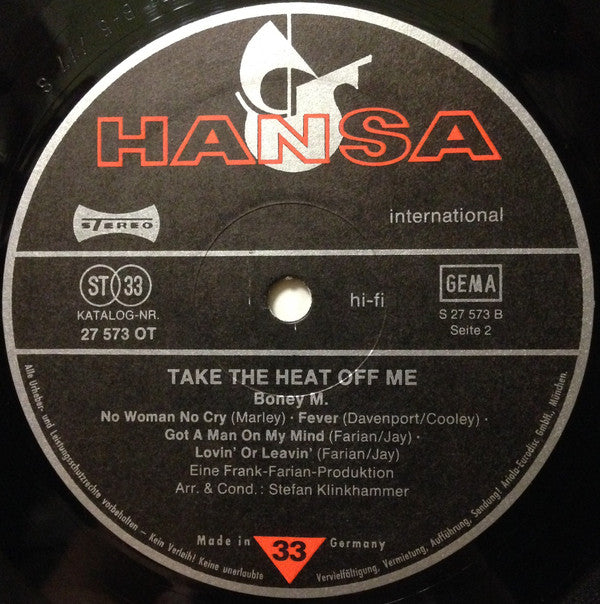 HANSA
international
STEREO
ST 33
KATALOG-NR.
27 573 OT
hi-fi
GEMA
S 27 573 B
Seite 2
TAKE THE HEAT OFF ME
Boney M.
No Woman No Cry (Marley) · Fever (Davenport/Cooley) ·
Got A Man On My Mind (Farian/Jay) ·
Lovin' Or Leavin' (Farian/Jay)
Eine Frank-Farian-Produktion
Arr. & Cond.: Stefan Klinkhammer
Made in Germany
33
Alle Urheber- und Leistungsschutzrechte vorbehalten – Kein Verleih! Keine unerlaubte Vervielfältigung, Vermietung, Aufführung, Sendung! Ariola-Eurodisc GmbH, München.